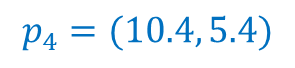 p₄ = (10.4, 5.4)